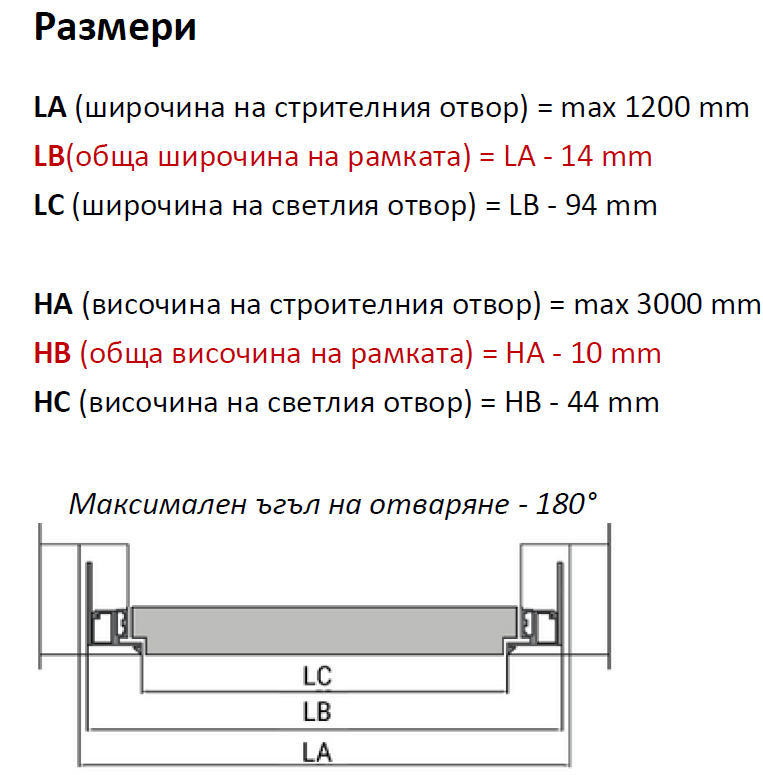 Размери
LA (широчина на стрителния отвор) = max 1200 mm
LB(обща широчина на рамката) = LA - 14 mm
LC (широчина на светлия отвор) = LB - 94 mm
HA (височина на строителния отвор) = max 3000 mm
HB (обща височина на рамката) = HA - 10 mm
HC (височина на светлия отвор) = HB - 44 mm
Максимален ъгъл на отваряне - 180°
LC
LB
LA